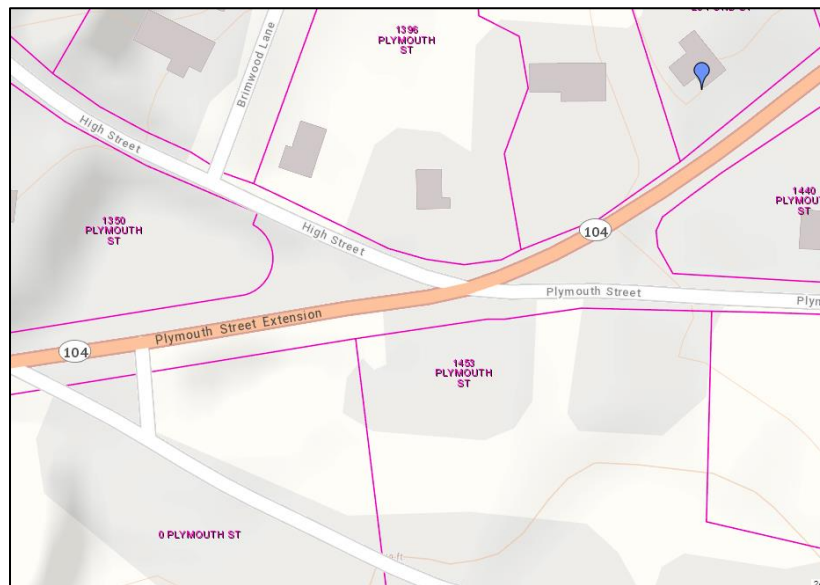 1396
PLYMOUTH
ST
Brimwood Lane
High Street
1350
PLYMOUTH
ST
High Street
104
1440
ST
Plymouth Street
Plymouth Street Extension
104
1453
PLYMOUTH
ST
0 PLYMOUTH ST